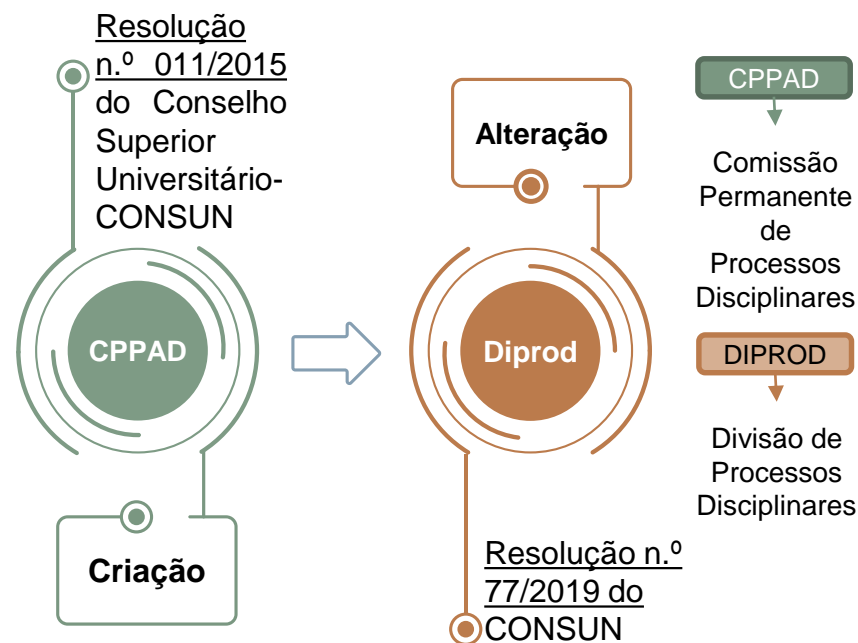 Resolução
n.º 011/2015
do Conselho
Superior
Universitário-
CONSUN
CPPAD
Criação
Alteração
Diprod
Resolução n.º
77/2019 do
CONSUN
CPPAD
Comissão
Permanente
de
Processos
Disciplinares
DIPROD
Divisão de
Processos
Disciplinares